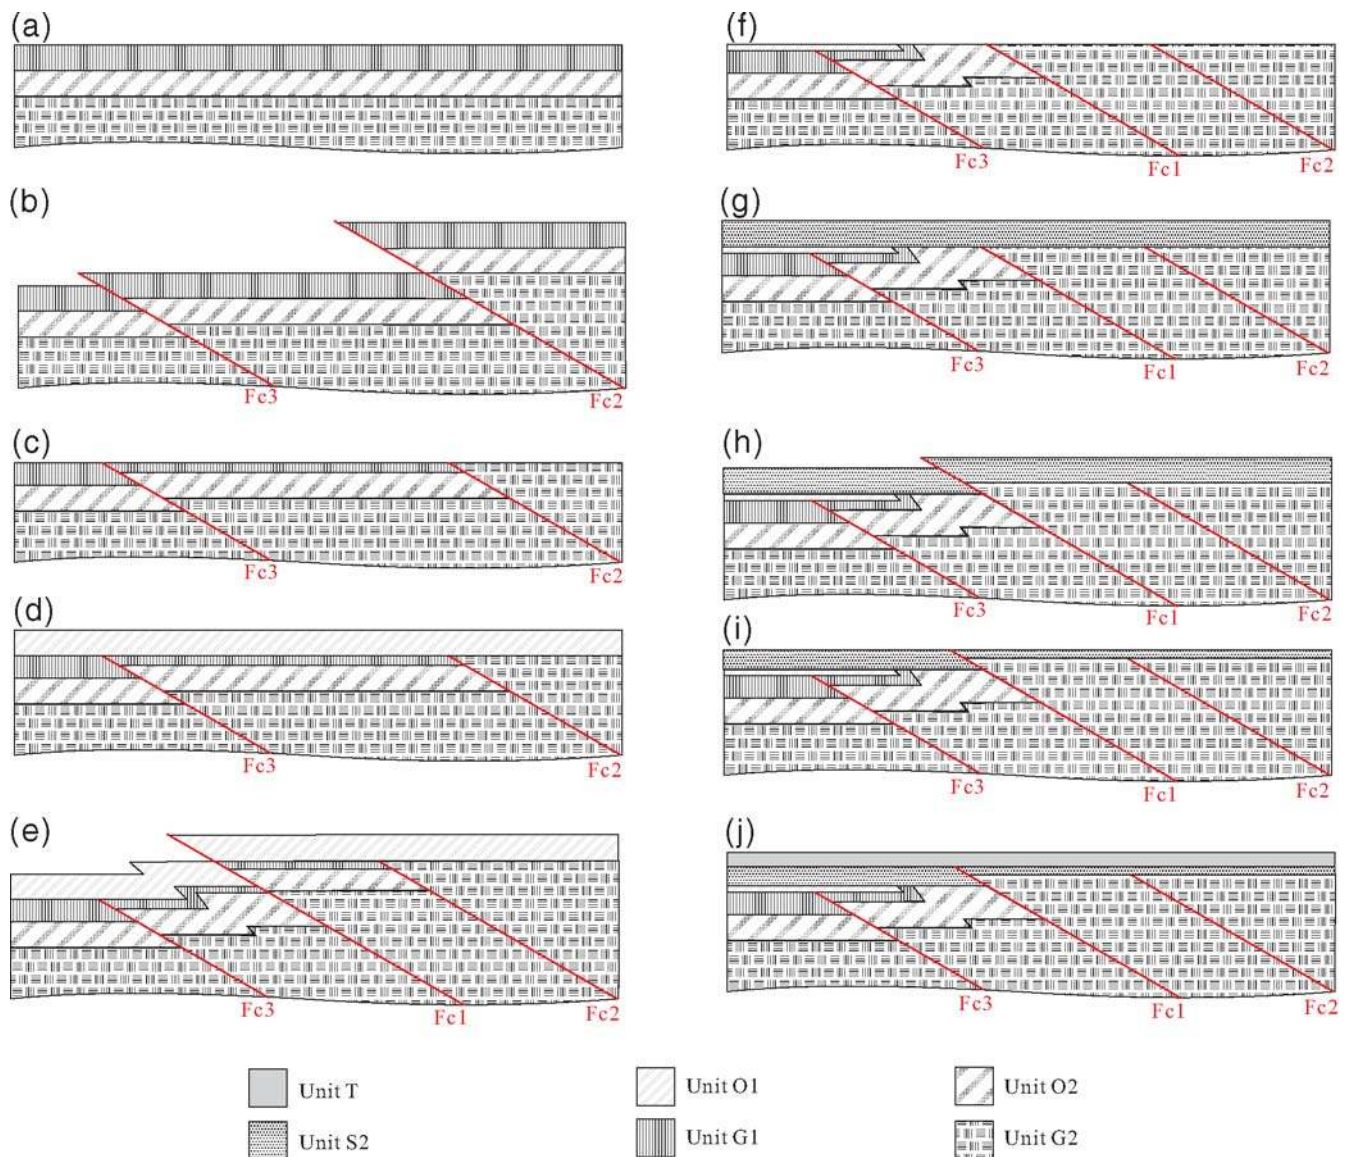 (a)
(b)
Fc3
Fc2
(c)
Fc3
Fc2
(d)
Fc3
Fc2
(e)
Fc3
Fc1
Fc2
(f)
Fc3
Fc1
Fc2
(g)
Fc3
Fc1
Fc2
(h)
Fc3
Fc1
Fc2
(i)
Fc3
Fc1
Fc2
(j)
Fc3
Fc1
Fc2
Unit T
Unit O1
Unit O2
Unit S2
Unit G1
Unit G2